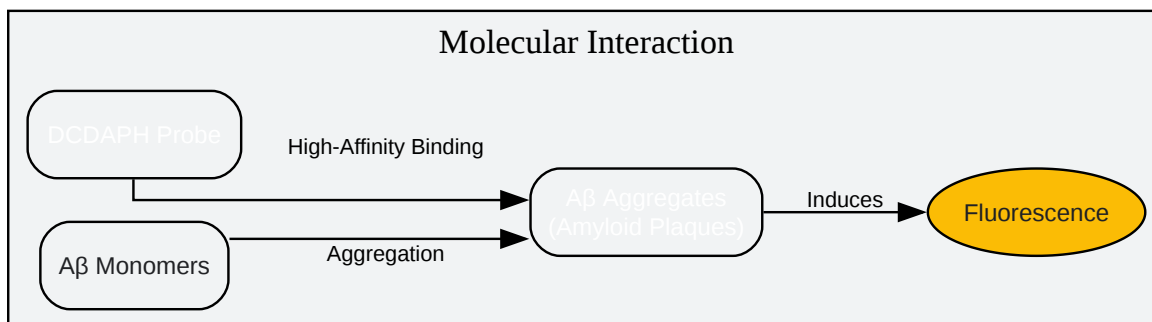 Molecular Interaction
DCDAPH Probe
High-Affinity Binding
Aβ Aggregates
(Amyloid Plaques)
Induces
Fluorescence
Aβ Monomers
Aggregation